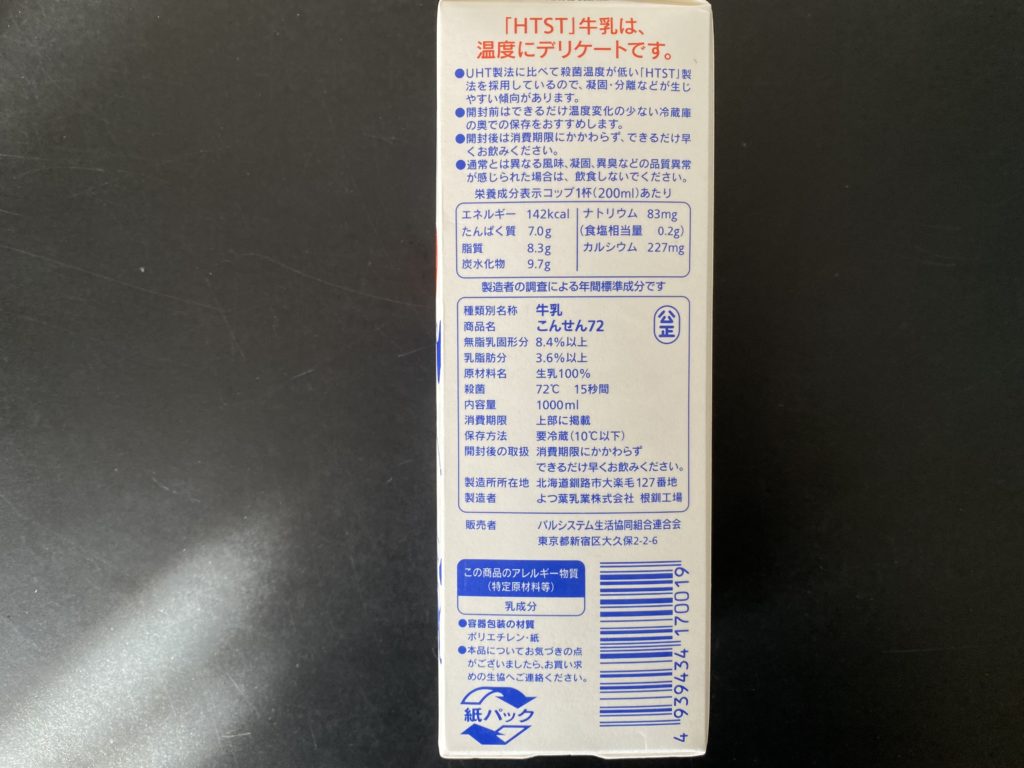 「HTST」牛乳は、
温度にデリケートです。
●UHT製法に比べて殺菌温度が低い「HTST」製
法を採用しているので、凝固・分離などが生じ
やすい傾向があります。
●開封前はできるだけ温度変化の少ない冷蔵庫
の奥での保存をおすすめします。
●開封後は消費期限にかかわらず、できるだけ早
くお飲みください。
●通常とは異なる風味、凝固、異臭などの品質異常
が感じられた場合は、飲食しないでください。
栄養成分表示コップ1杯(200ml)あたり
エネルギー 142kcal ナトリウム 83mg
たんぱく質 7.0g (食塩相当量 0.2g)
脂質 8.3g カルシウム 227mg
炭水化物 9.7g
製造者の調査による年間標準成分です
種類別名称 牛乳
公正
商品名 こんせん72
無脂乳固形分 8.4%以上
乳脂肪分 3.6%以上
原材料名 生乳100%
殺菌 72℃ 15秒間
内容量 1000ml
消費期限 上部に掲載
保存方法 要冷蔵(10℃以下)
開封後の取扱 消費期限にかかわらず
できるだけ早くお飲みください。
製造所所在地 北海道釧路市大楽毛127番地
製造者 よつ葉乳業株式会社 根釧工場
販売者 パルシステム生活協同組合連合会
東京都新宿区大久保2-2-6
この商品のアレルギー物質
(特定原材料等)
乳成分
●容器包装の材質
ポリエチレン・紙
●本品についてお気づきの点
がございましたら、お買い求
めの生協へご連絡ください。
紙パック
4 939434 170019